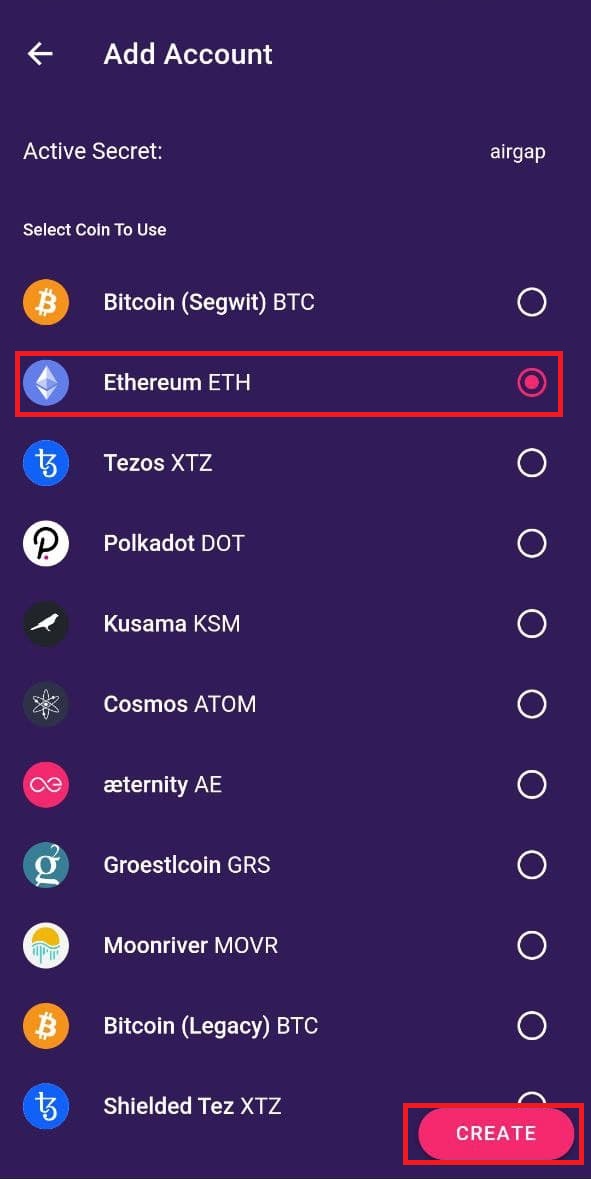 Add Account
Active Secret: airgap
Select Coin To Use
Bitcoin (Segwit) BTC
Ethereum ETH
Tezos XTZ
Polkadot DOT
Kusama KSM
Cosmos ATOM
æternity AE
Groestlcoin GRS
Moonriver MOVR
Bitcoin (Legacy) BTC
Shielded Tez XTZ
CREATE